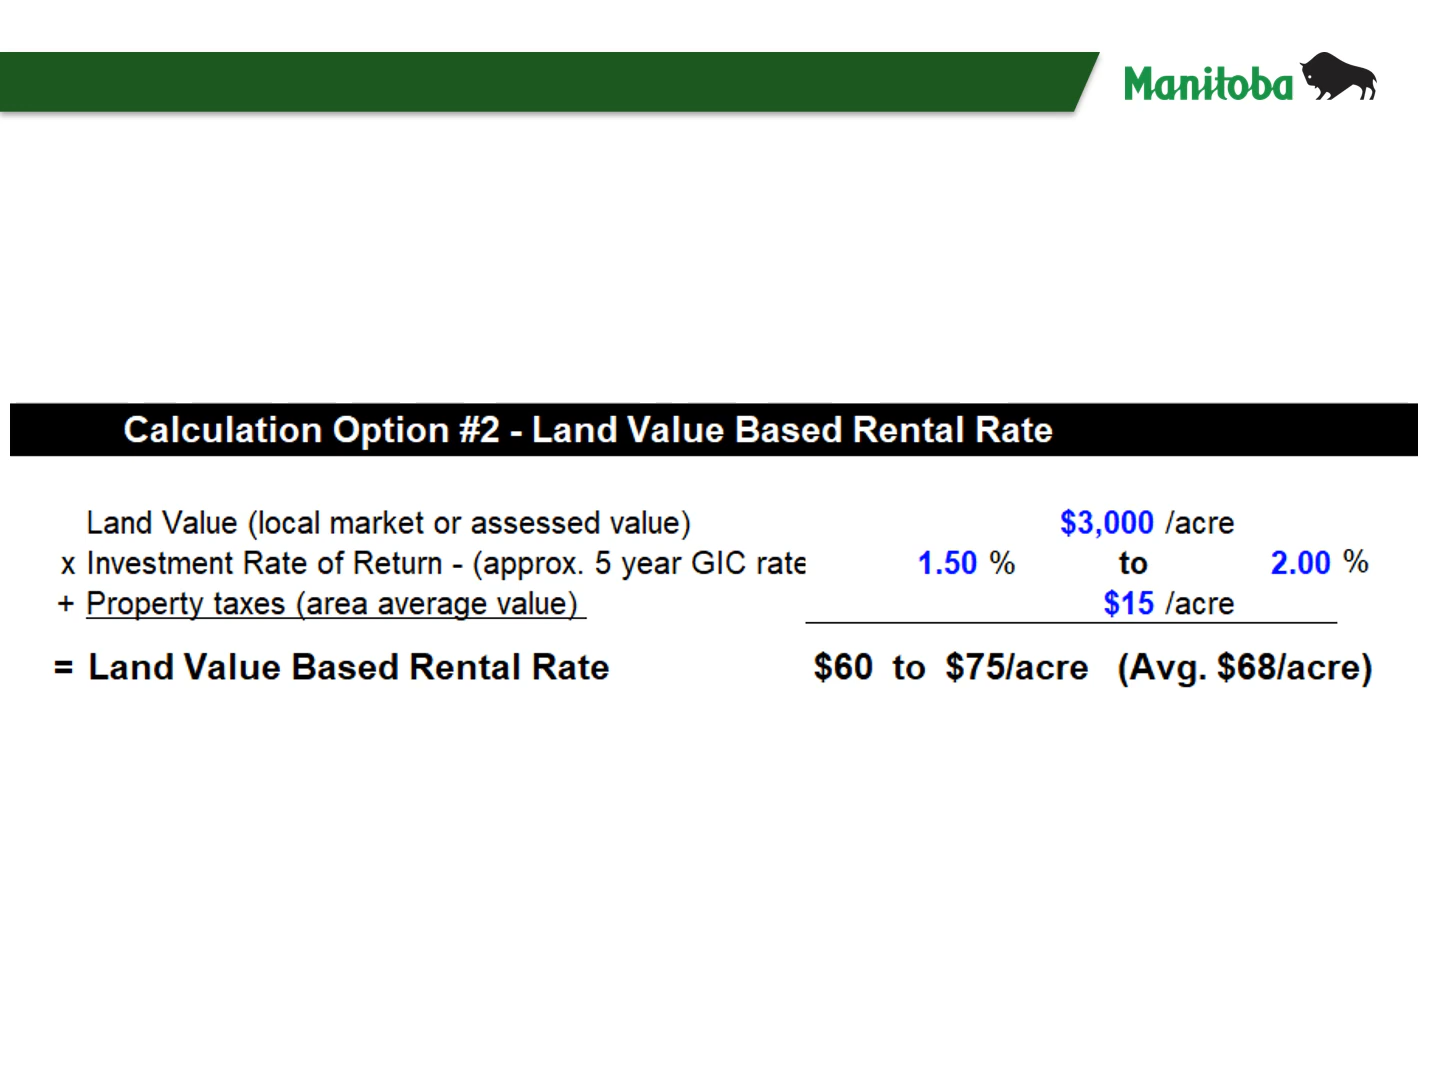 Manitoba
Calculation Option #2 - Land Value Based Rental Rate
Land Value (local market or assessed value) $3,000 /acre
x Investment Rate of Return - (approx. 5 year GIC rate 1.50 % to 2.00 %
+ Property taxes (area average value) $15 /acre
= Land Value Based Rental Rate $60 to $75/acre (Avg. $68/acre)